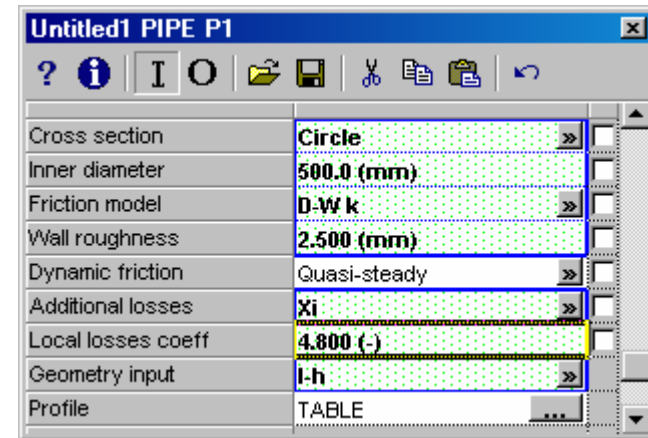 Untitled1 PIPE P1
? i I O
Cross section Circle »
Inner diameter 500.0 (mm)
Friction model D-W k »
Wall roughness 2.500 (mm)
Dynamic friction Quasi-steady »
Additional losses Xi »
Local losses coeff 4.800 (-)
Geometry input l-h »
Profile TABLE ...